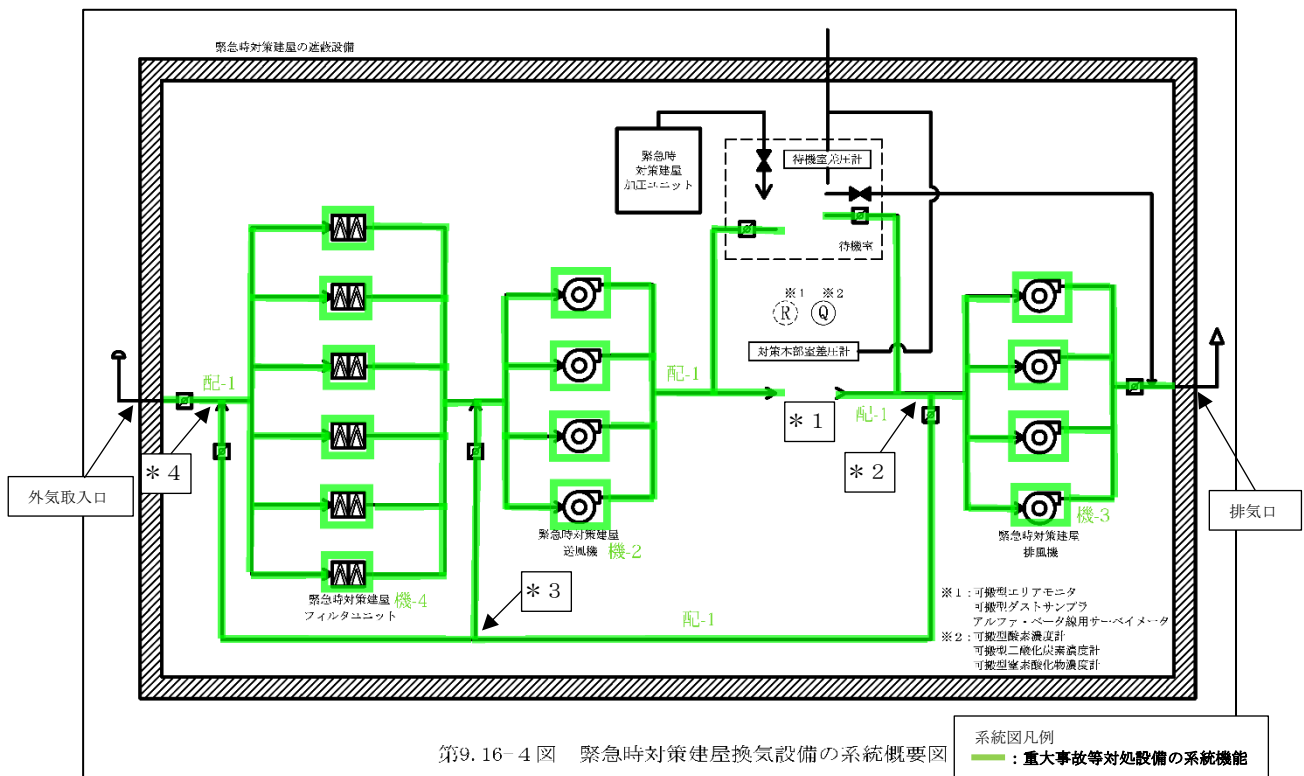 緊急時対策建屋の遮蔽設備
緊急時
対策建屋
加圧ユニット
待機室差圧計
待機室
※1
※2
R
Q
対策本部室差圧計
配-1
配-1
配-1
配-1
*1
*2
*3
*4
外気取入口
排気口
緊急時対策建屋
送風機
機-2
緊急時対策建屋
排風機
機-3
緊急時対策建屋
フィルタユニット
機-4
※1:可搬型エリアモニタ
可搬型ダストサンプラ
アルファ・ベータ線用サーベイメータ
※2:可搬型酸素濃度計
可搬型二酸化炭素濃度計
可搬型窒素酸化物濃度計
第9.16-4図 緊急時対策建屋換気設備の系統概要図
系統図凡例
:重大事故等対処設備の系統機能